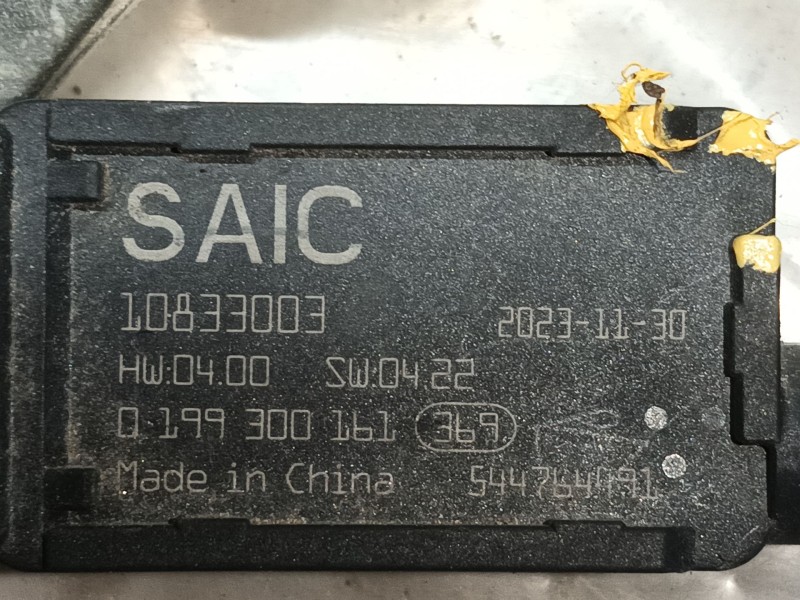 SAIC
10833003 2023-11-30
HW:04.00 SW:04.22
0 199 300 161 369
Made in China 544764491